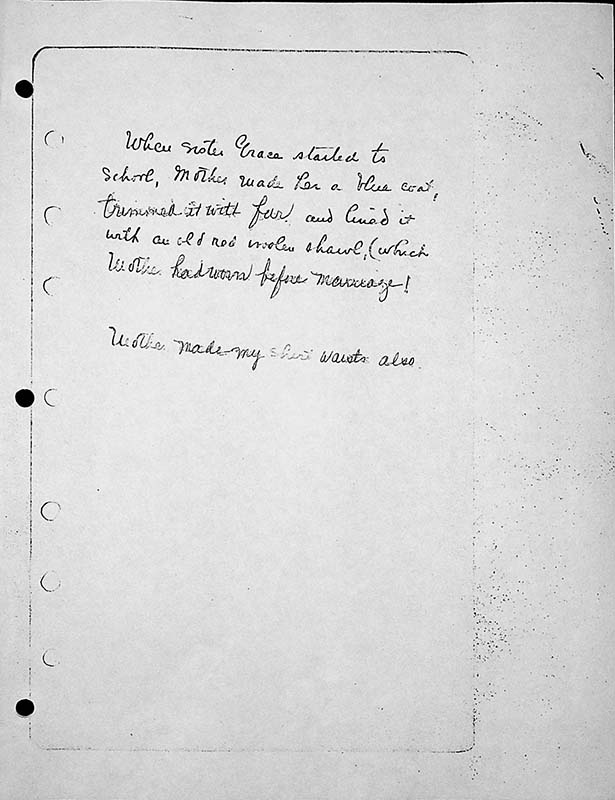 When Sister Grace started to
School, Mother made her a blue coat,
trimmed it with fur, and lined it
with an old red woolen shawl, (which
Mother had worn before marriage!
Mother made my shirt waists also.